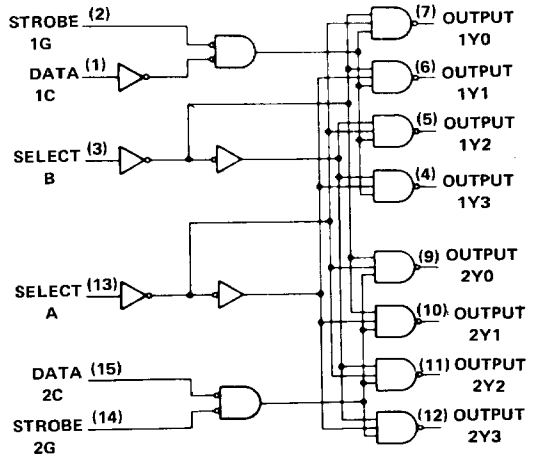 STROBE (2)
1G
DATA (1)
1C
SELECT (3)
B
SELECT (13)
A
DATA (15)
2C
STROBE (14)
2G
(7) OUTPUT
1Y0
(6) OUTPUT
1Y1
(5) OUTPUT
1Y2
(4) OUTPUT
1Y3
(9) OUTPUT
2Y0
(10) OUTPUT
2Y1
(11) OUTPUT
2Y2
(12) OUTPUT
2Y3